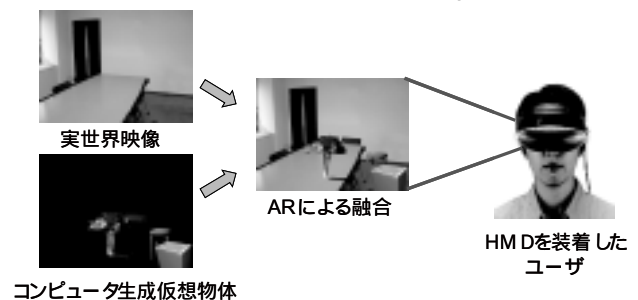 実世界映像
ARによる融合
コンピュータ生成仮想物体
HMDを装着した
ユーザ